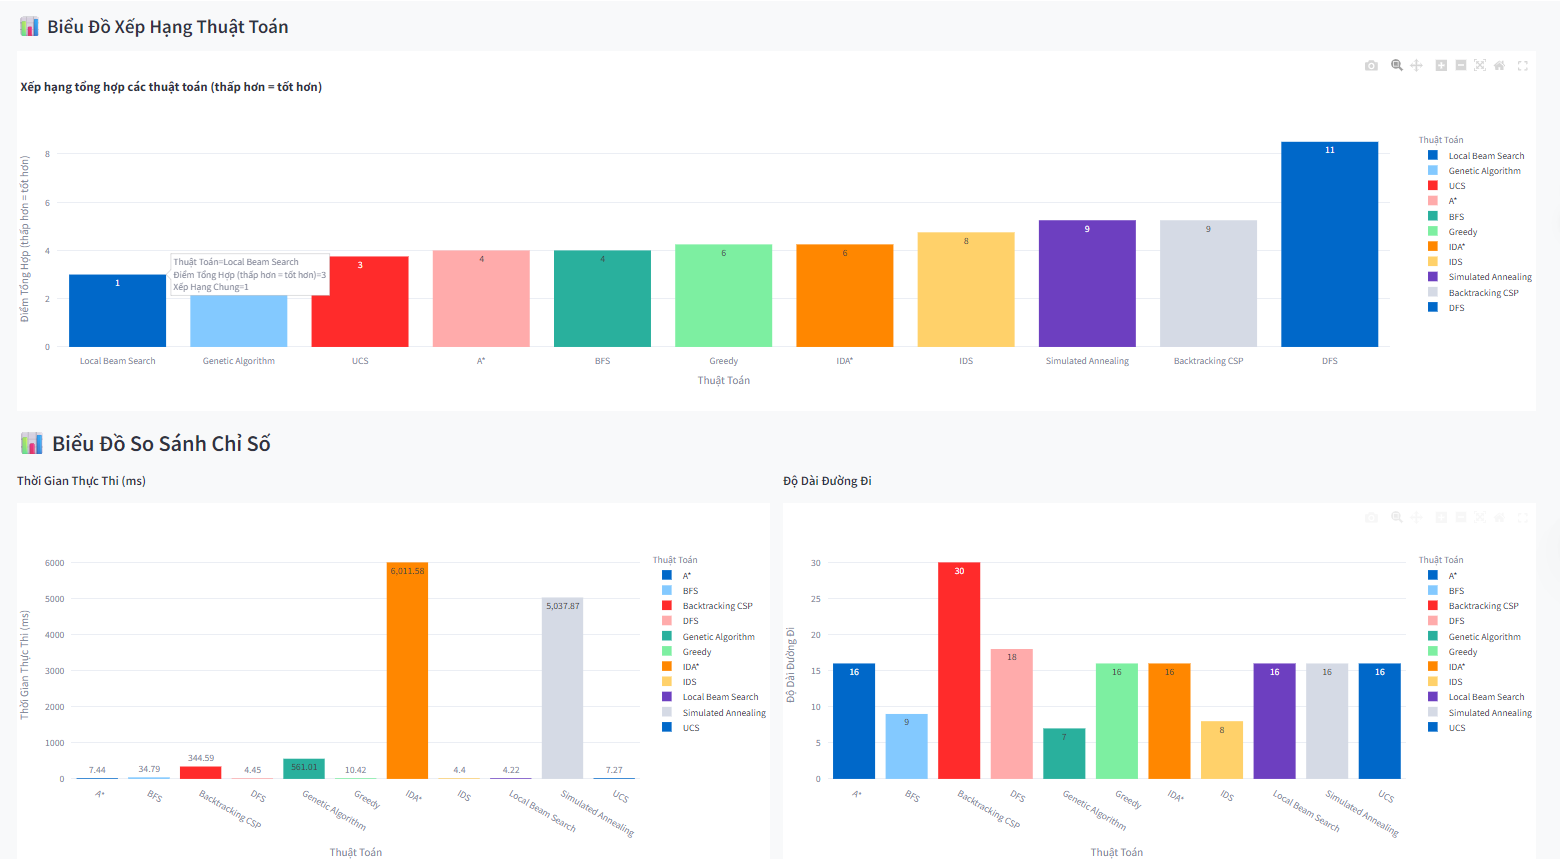 Biểu Đồ Xếp Hạng Thuật Toán
Xếp hạng tổng hợp các thuật toán (thấp hơn = tốt hơn)
Điểm Tổng Hợp (thấp hơn = tốt hơn)
8
6
4
2
0
1
3
4
4
6
6
8
9
9
11
Thuật Toán=Local Beam Search
Điểm Tổng Hợp (thấp hơn = tốt hơn)=3
Xếp Hạng Chung=1
Local Beam Search
Genetic Algorithm
UCS
A*
BFS
Greedy
IDA*
IDS
Simulated Annealing
Backtracking CSP
DFS
Thuật Toán
Thuật Toán
Local Beam Search
Genetic Algorithm
UCS
A*
BFS
Greedy
IDA*
IDS
Simulated Annealing
Backtracking CSP
DFS
Biểu Đồ So Sánh Chỉ Số
Thời Gian Thực Thi (ms)
Thời Gian Thực Thi (ms)
6000
5000
4000
3000
2000
1000
0
7.44
34.79
344.59
4.45
561.01
10.42
6,011.58
4.4
4.22
5,037.87
7.27
A*
BFS
Backtracking CSP
DFS
Genetic Algorithm
Greedy
IDA*
IDS
Local Beam Search
Simulated Annealing
UCS
Thuật Toán
Thuật Toán
A*
BFS
Backtracking CSP
DFS
Genetic Algorithm
Greedy
IDA*
IDS
Local Beam Search
Simulated Annealing
UCS
Độ Dài Đường Đi
Độ Dài Đường Đi
30
25
20
15
10
5
0
16
9
30
18
7
16
16
8
16
16
16
A*
BFS
Backtracking CSP
DFS
Genetic Algorithm
Greedy
IDA*
IDS
Local Beam Search
Simulated Annealing
UCS
Thuật Toán
Thuật Toán
A*
BFS
Backtracking CSP
DFS
Genetic Algorithm
Greedy
IDA*
IDS
Local Beam Search
Simulated Annealing
UCS